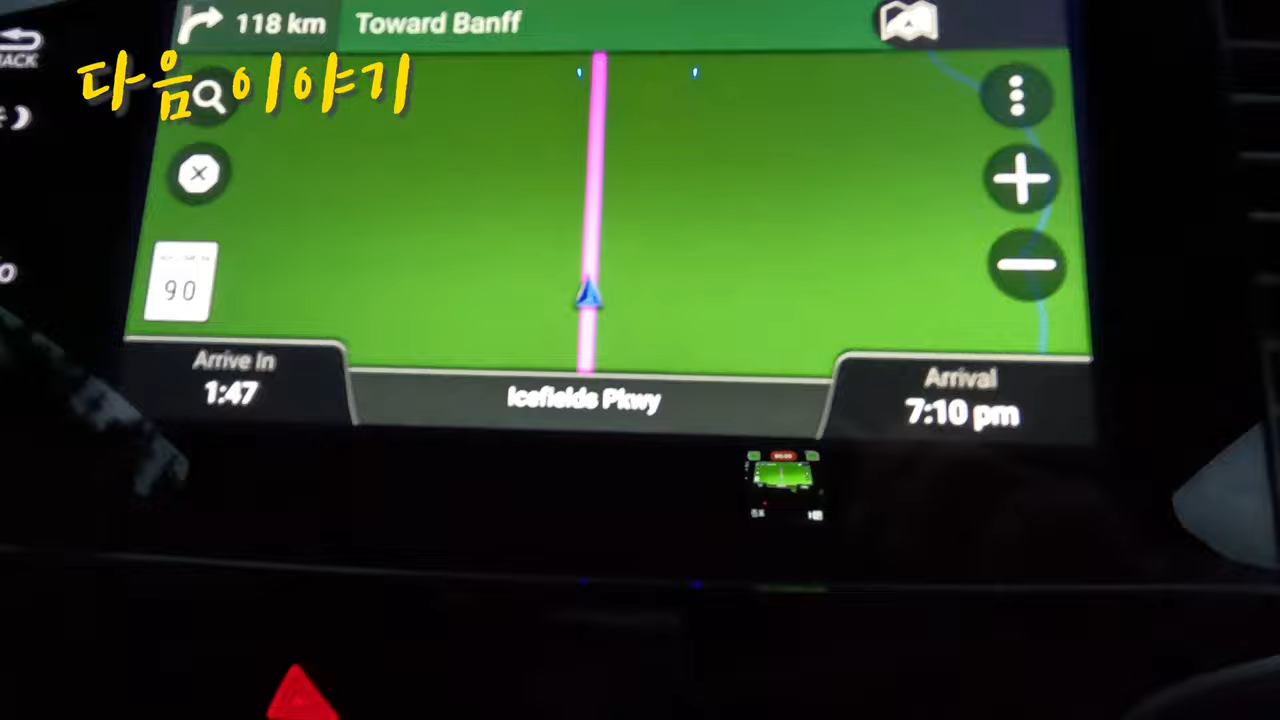 118 km Toward Banff
BACK
다음 이야기
90
Arrive In
1:47
Icefields Pkwy
Arrival
7:10 pm